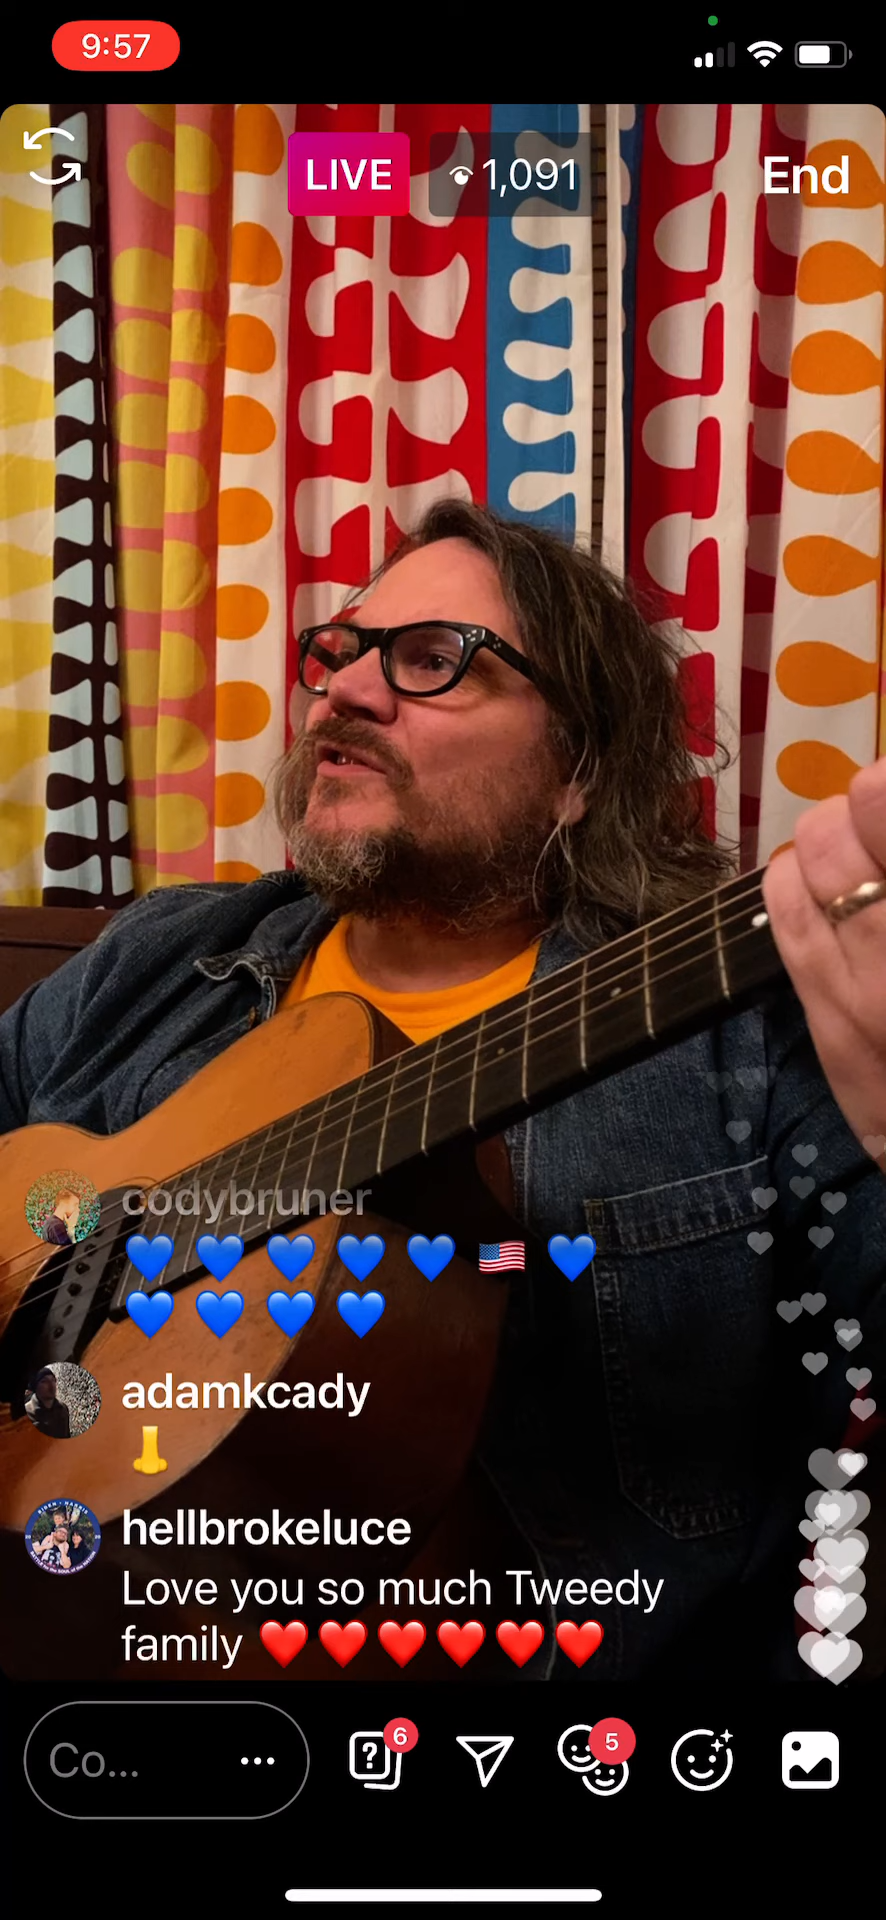 9:57
LIVE
1,091
End
codybruner
💙 💙 💙 💙 💙 🇺🇸 💙
💙 💙 💙 💙
adamkcady
👃
hellbrokeluce
Love you so much Tweedy
family ❤️❤️❤️❤️❤️❤️
Co...
6
5